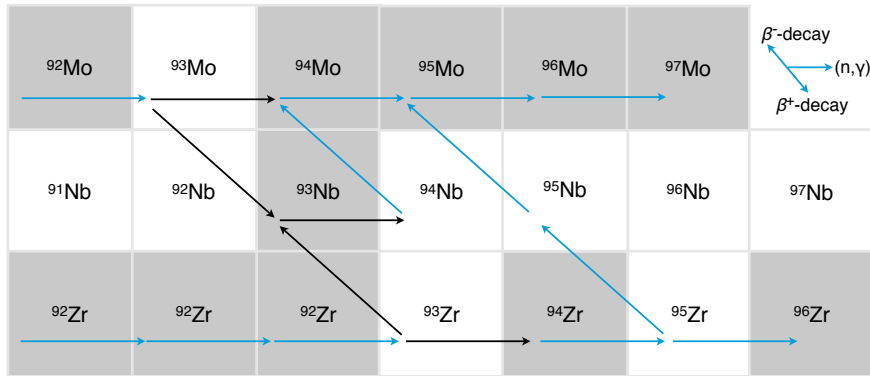 ⁹²Mo ⁹³Mo ⁹⁴Mo ⁹⁵Mo ⁹⁶Mo ⁹⁷Mo
β⁻-decay
(n,γ)
β⁺-decay
⁹¹Nb ⁹²Nb ⁹³Nb ⁹⁴Nb ⁹⁵Nb ⁹⁶Nb ⁹⁷Nb
⁹²Zr ⁹²Zr ⁹²Zr ⁹³Zr ⁹⁴Zr ⁹⁵Zr ⁹⁶Zr